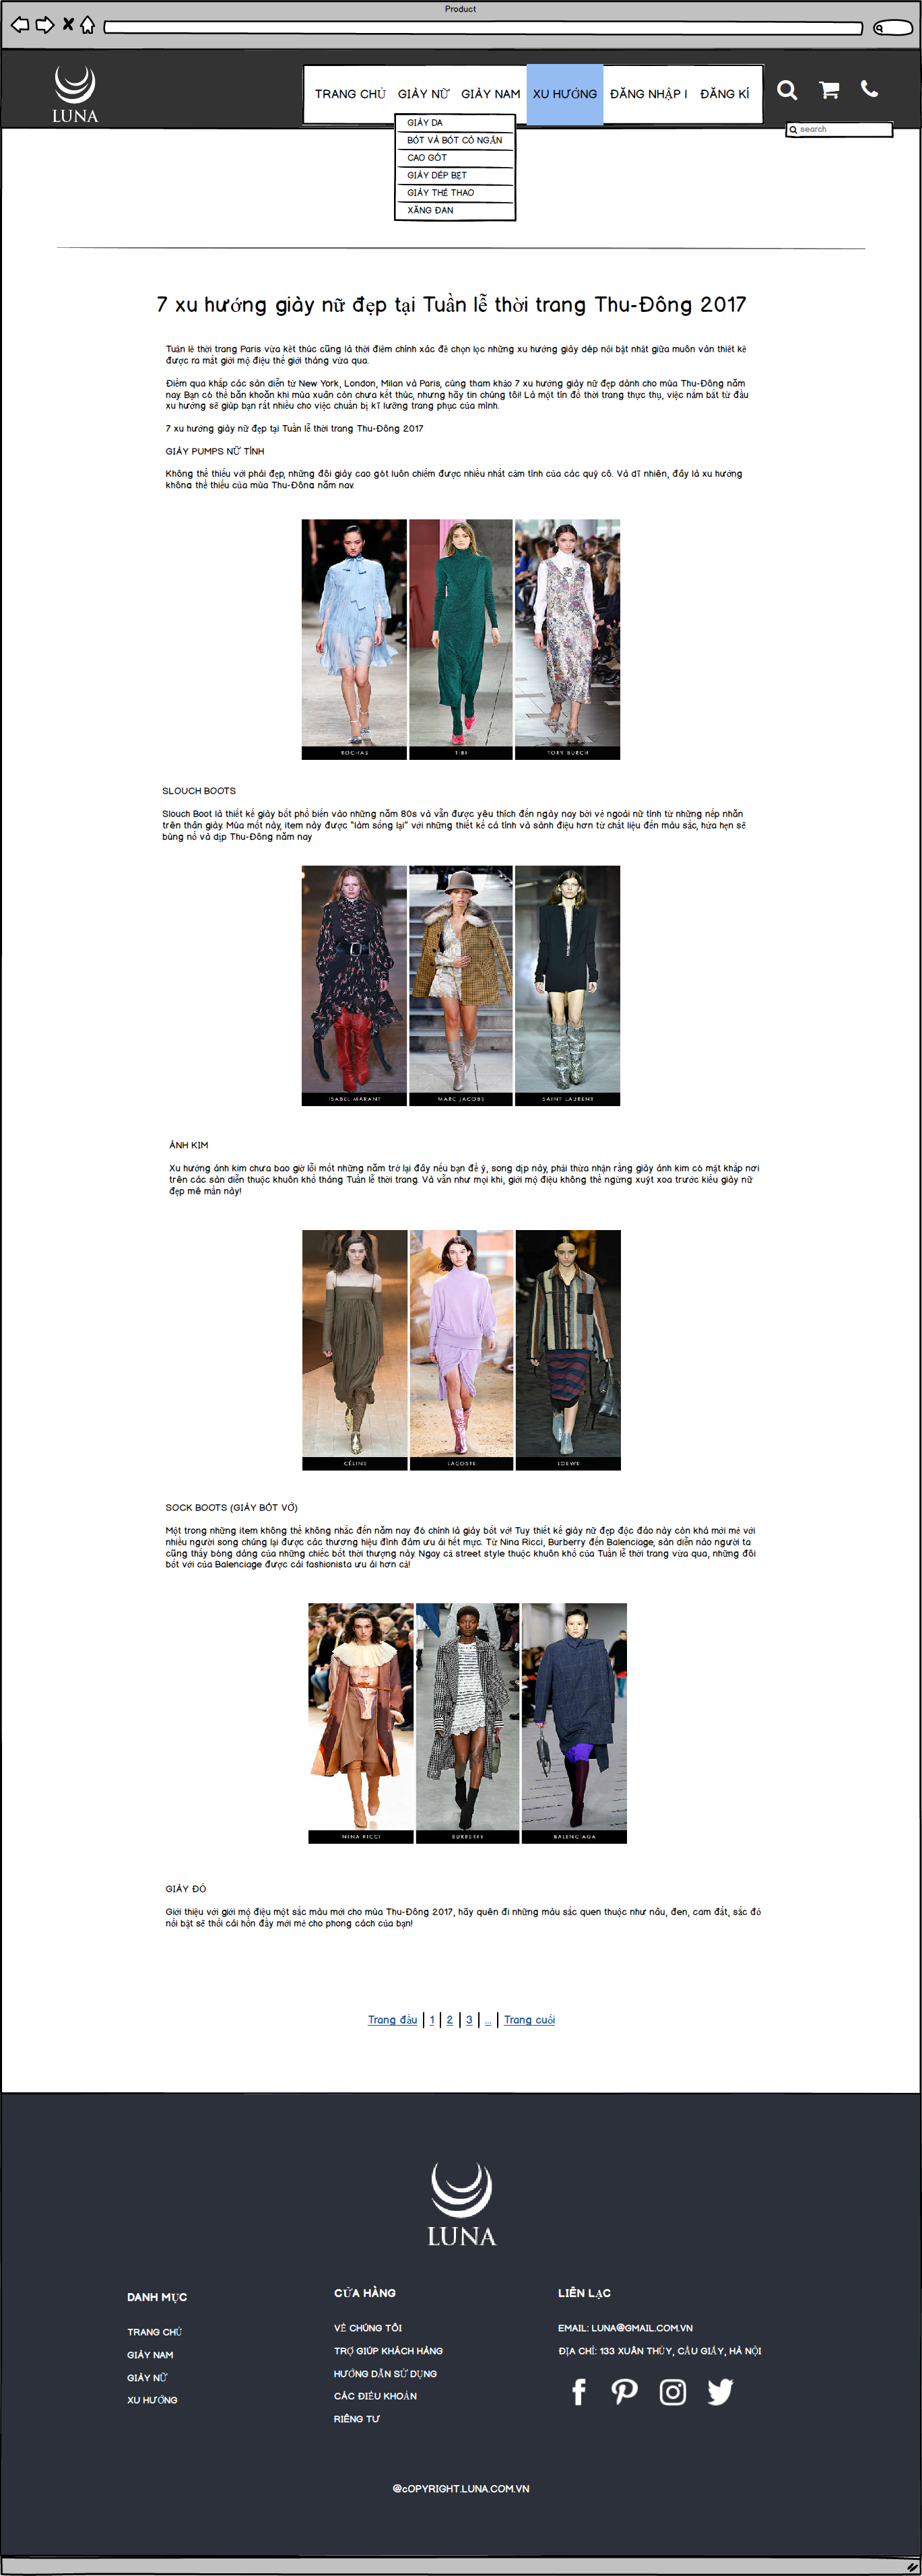 Product
LUNA
TRANG CHỦ GIÀY NỮ GIÀY NAM XU HƯỚNG ĐĂNG NHẬP I ĐĂNG KÍ
search
GIÀY DA
BÓT VÀ BÓT CỔ NGẮN
CAO GÓT
GIÀY DÉP BỆT
GIÀY THỂ THAO
XĂNG ĐAN
7 xu hướng giày nữ đẹp tại Tuần lễ thời trang Thu-Đông 2017
Tuần lễ thời trang Paris vừa kết thúc cũng là thời điểm chính xác để chọn lọc những xu hướng giày dép nổi bật nhất giữa muôn vàn thiết kế
được ra mắt giới mộ điệu thế giới tháng vừa qua.
Điểm qua khắp các sàn diễn từ New York, London, Milan và Paris, cùng tham khảo 7 xu hướng giày nữ đẹp dành cho mùa Thu-Đông năm
nay. Bạn có thể băn khoăn khi mùa xuân còn chưa kết thúc, nhưng hãy tin chúng tôi! Là một tín đồ thời trang thực thụ, việc nắm bắt từ đầu
xu hướng sẽ giúp bạn rất nhiều cho việc chuẩn bị kĩ lưỡng trang phục của mình.
7 xu hướng giày nữ đẹp tại Tuần lễ thời trang Thu-Đông 2017
GIÀY PUMPS NỮ TÍNH
Không thể thiếu với phái đẹp, những đôi giày cao gót luôn chiếm được nhiều nhất cảm tình của các quý cô. Và dĩ nhiên, đây là xu hướng
không thể thiếu của mùa Thu-Đông năm nay.
ROCHAS TIBI TORY BURCH
SLOUCH BOOTS
Slouch Boot là thiết kế giày bốt phổ biến vào những năm 80s và vẫn được yêu thích đến ngày nay bởi vẻ ngoài nữ tính từ những nếp nhăn
trên thân giày. Mùa mốt này, item này được "làm sống lại" với những thiết kế cá tính và sành điệu hơn từ chất liệu đến màu sắc, hứa hẹn sẽ
bùng nổ và dịp Thu-Đông năm nay
ISABEL MARANT MARC JACOBS SAINT LAURENT
ÁNH KIM
Xu hướng ánh kim chưa bao giờ lỗi mốt những năm trở lại đây nếu bạn để ý, song dịp này, phải thừa nhận rằng giày ánh kim có mặt khắp nơi
trên các sàn diễn thuộc khuôn khổ tháng Tuần lễ thời trang. Và vẫn như mọi khi, giới mộ điệu không thể ngừng xuýt xoa trước kiểu giày nữ
đẹp mê mẩn này!
CÉLINE LACOSTE LOEWE
SOCK BOOTS (GIÀY BỐT VỚ)
Một trong những item không thể không nhắc đến năm nay đó chính là giày bốt vớ! Tuy thiết kế giày nữ đẹp độc đáo này còn khá mới mẻ với
nhiều người song chúng lại được các thương hiệu đình đám ưu ái hết mực. Từ Nina Ricci, Burberry đến Balenciage, sàn diễn nào người ta
cũng thấy bóng dáng của những chiếc bốt thời thượng này. Ngay cả street style thuộc khuôn khổ của Tuần lễ thời trang vừa qua, những đôi
bốt với của Balenciage được cái fashionista ưu ái hơn cả!
NINA RICCI BURBERRY BALENCIAGA
GIÀY ĐỎ
Giới thiệu với giới mộ điệu một sắc màu mới cho mùa Thu-Đông 2017, hãy quên đi những màu sắc quen thuộc như nâu, đen, cam đất, sắc đỏ
nổi bật sẽ thổi cái hồn đầy mới mẻ cho phong cách của bạn!
Trang đầu | 1 | 2 | 3 | ... | Trang cuối
LUNA
DANH MỤC
TRANG CHỦ
GIÀY NAM
GIÀY NỮ
XU HƯỚNG
CỬA HÀNG
VỀ CHÚNG TÔI
TRỢ GIÚP KHÁCH HÀNG
HƯỚNG DẪN SỬ DỤNG
CÁC ĐIỀU KHOẢN
RIÊNG TƯ
LIÊN LẠC
EMAIL: LUNA@GMAIL.COM.VN
ĐỊA CHỈ: 133 XUÂN THỦY, CẦU GIẤY, HÀ NỘI
@cOPYRIGHT.LUNA.COM.VN